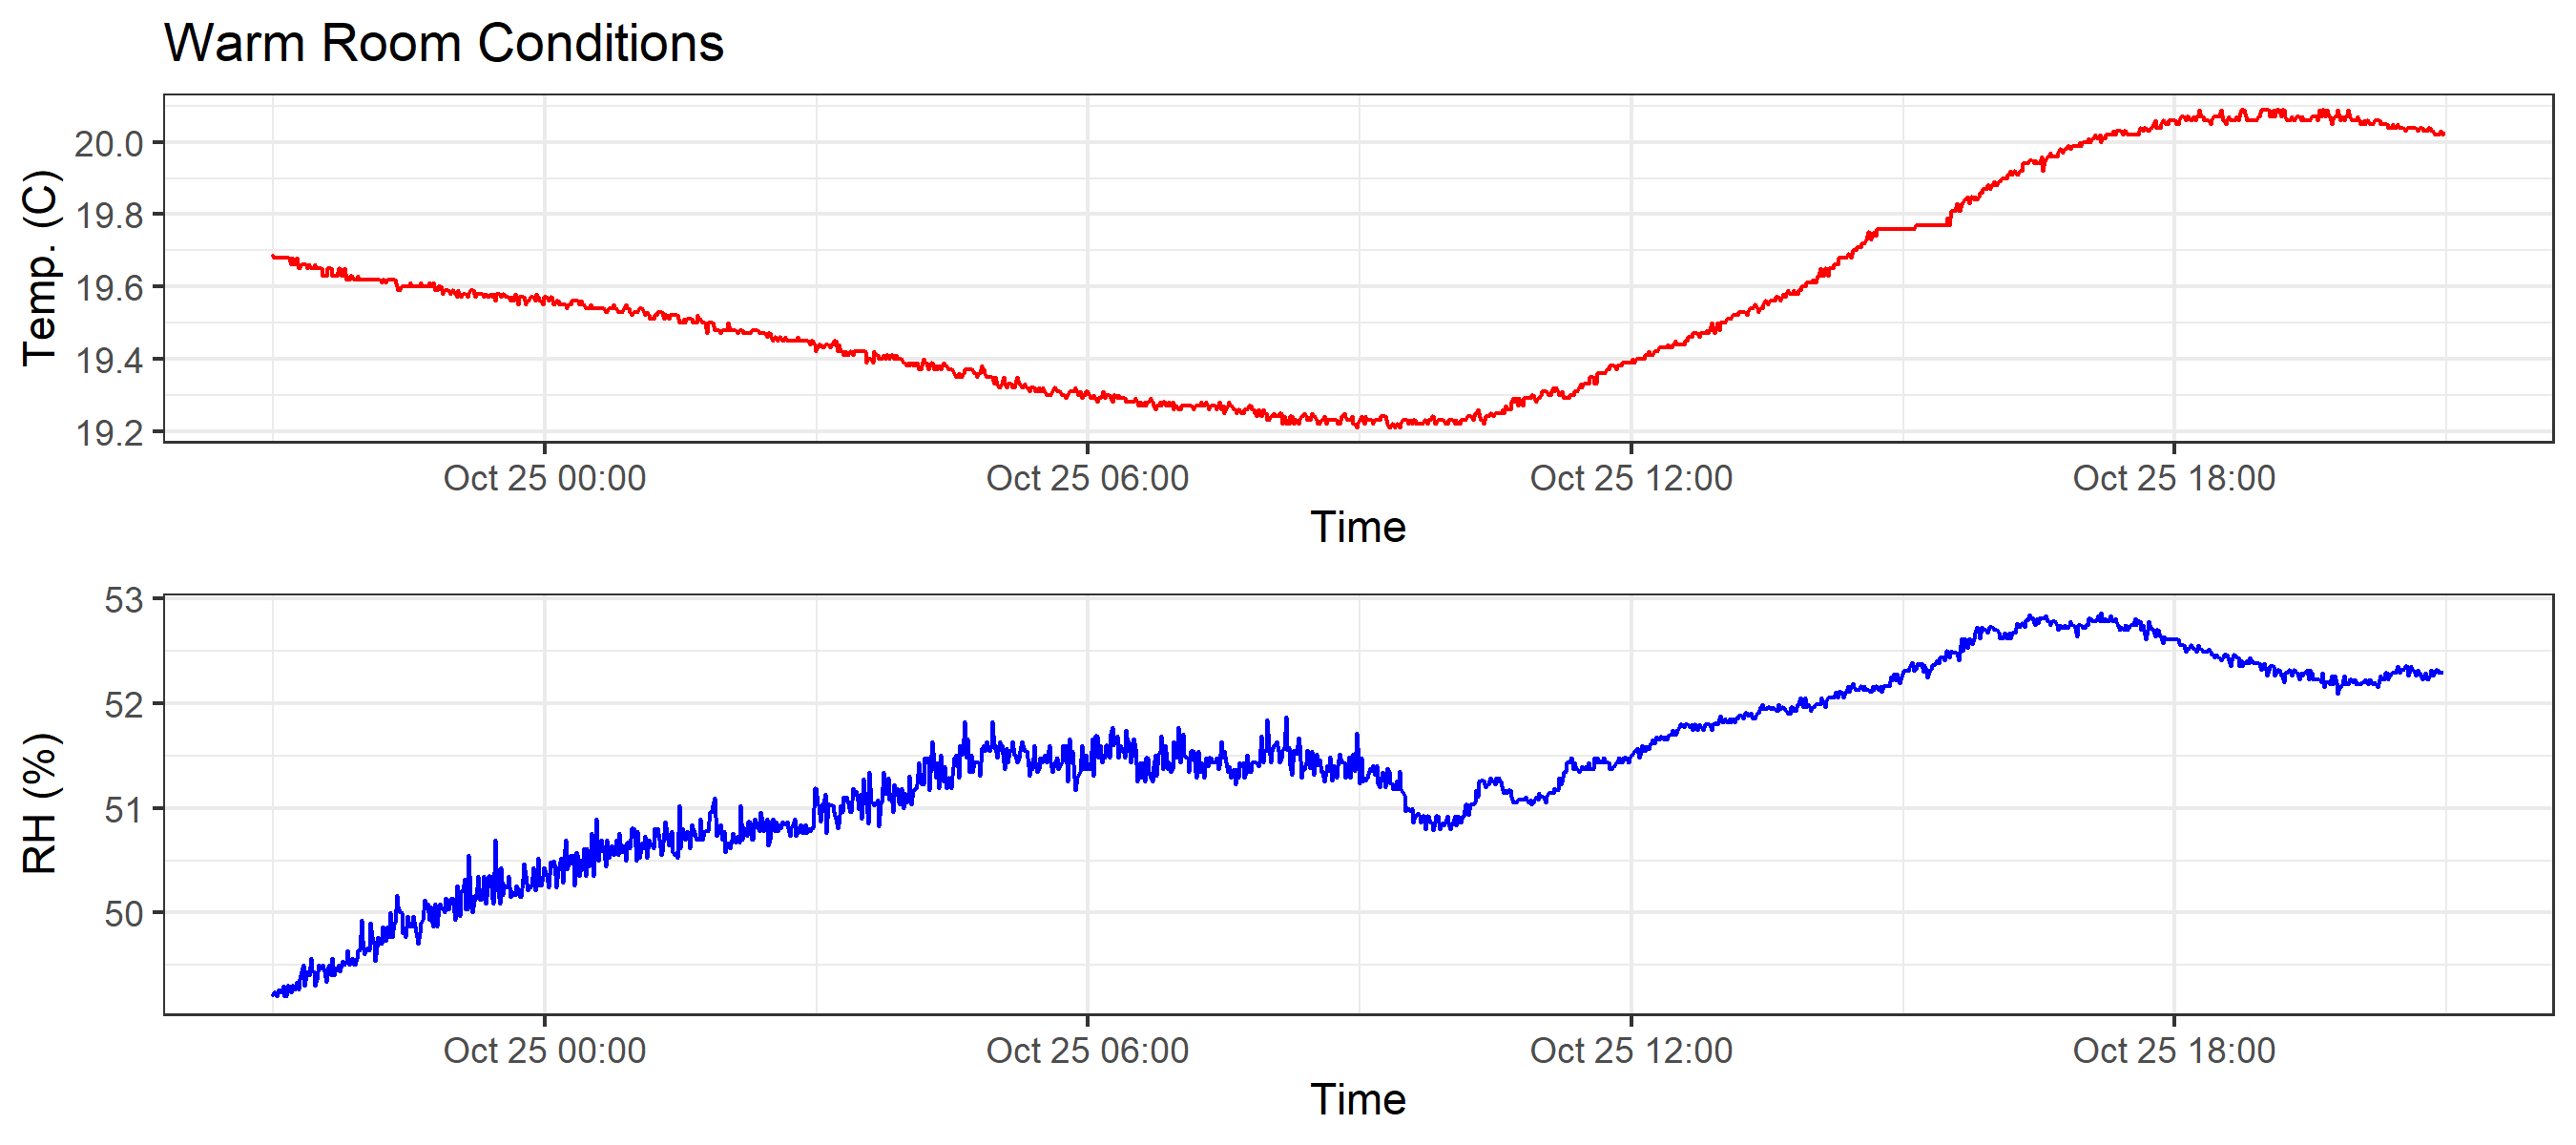 Warm Room Conditions
Temp. (C)
20.0
19.8
19.6
19.4
19.2
Oct 25 00:00 Oct 25 06:00 Oct 25 12:00 Oct 25 18:00
Time
RH (%)
53
52
51
50
Oct 25 00:00 Oct 25 06:00 Oct 25 12:00 Oct 25 18:00
Time